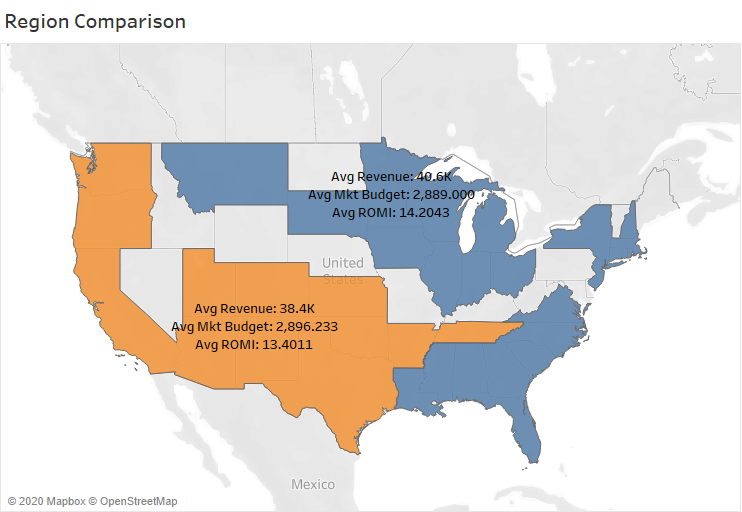 Region Comparison
Avg Revenue: 40.6K
Avg Mkt Budget: 2,889.000
Avg ROMI: 14.2043
United
States
Avg Revenue: 38.4K
Avg Mkt Budget: 2,896.233
Avg ROMI: 13.4011
Mexico
© 2020 Mapbox © OpenStreetMap